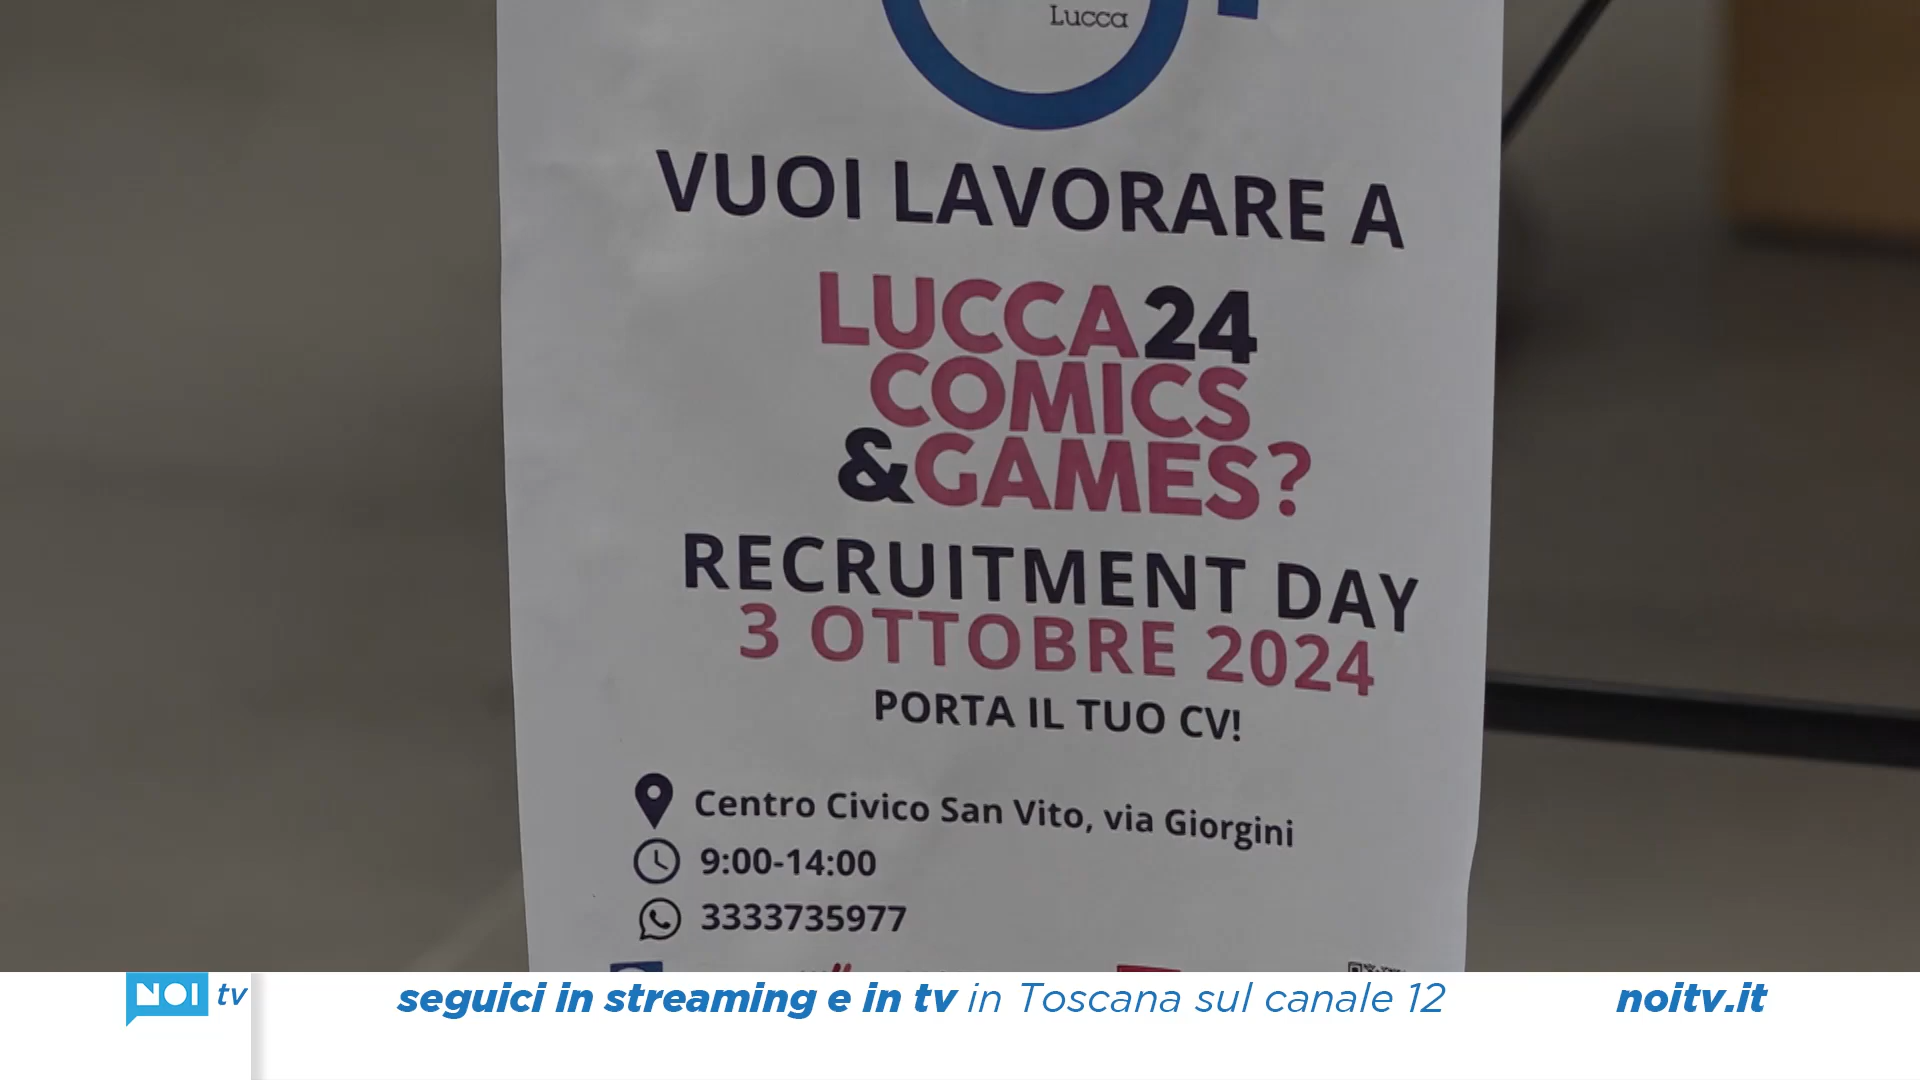 Lucca
VUOI LAVORARE A
LUCCA24
COMICS
&GAMES?
RECRUITMENT DAY
3 OTTOBRE 2024
PORTA IL TUO CV!
Centro Civico San Vito, via Giorgini
9:00-14:00
3333735977
NOI tv
seguici in streaming e in tv in Toscana sul canale 12
noitv.it